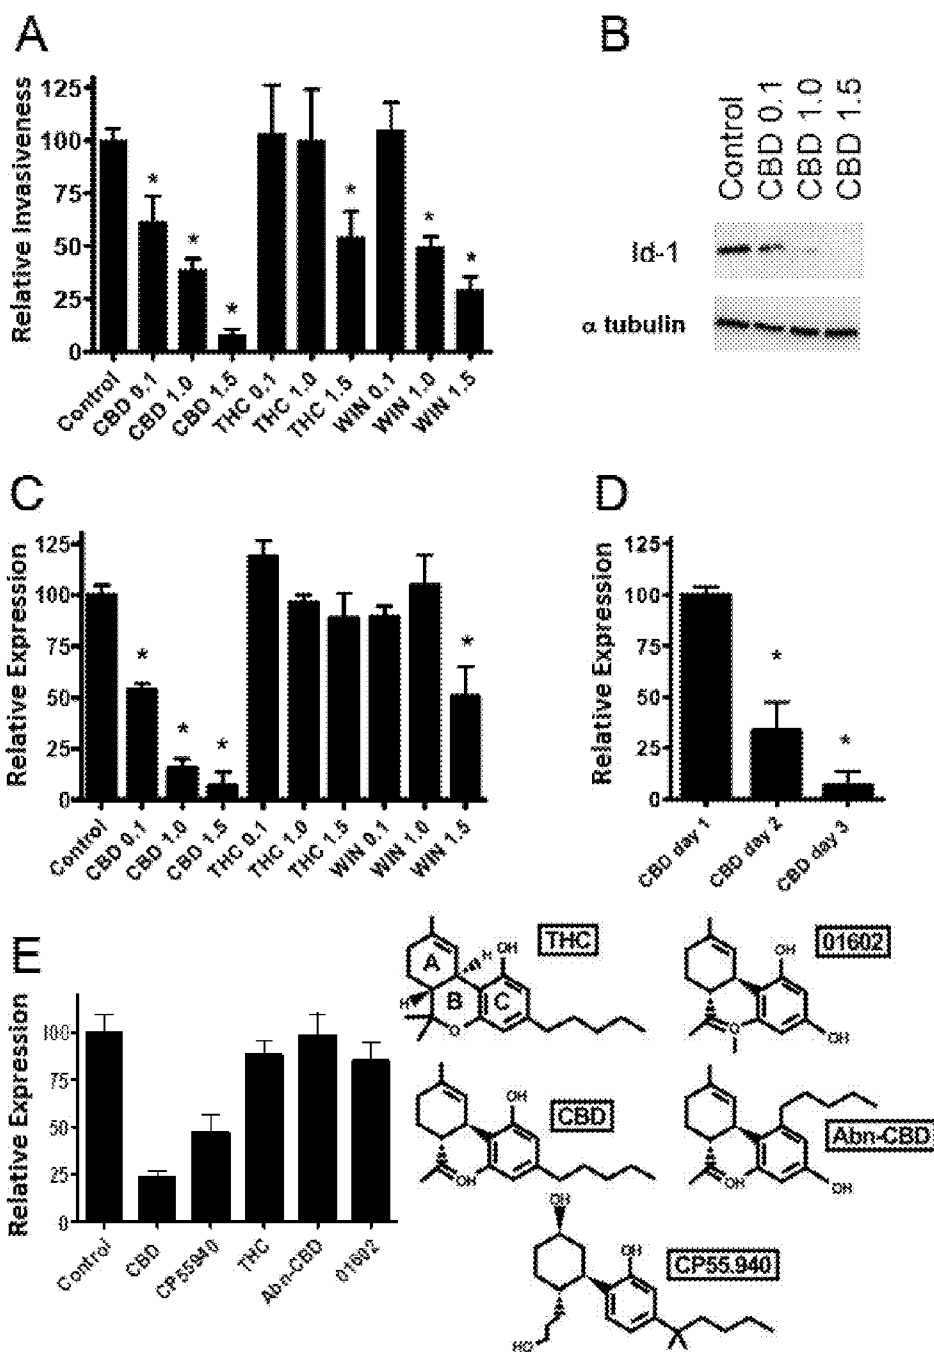 A
Relative Invasiveness
125
100
75
50
25
0
Control
CBD 0.1
CBD 1.0
CBD 1.5
THC 0.1
THC 1.0
THC 1.5
WIN 0.1
WIN 1.0
WIN 1.5
* * * * * *
B
Control
CBD 0.1
CBD 1.0
CBD 1.5
Id-1
α tubulin
C
Relative Expression
125
100
75
50
25
0
Control
CBD 0.1
CBD 1.0
CBD 1.5
THC 0.1
THC 1.0
THC 1.5
WIN 0.1
WIN 1.0
WIN 1.5
* * * *
D
Relative Expression
125
100
75
50
25
0
CBD day 1
CBD day 2
CBD day 3
* *
E
Relative Expression
100
75
50
25
0
Control
CBD
CP55940
THC
Abn-CBD
01602
THC
A
B
C
H
H
OH
O
01602
OH
O
OH
CBD
OH
OH
Abn-CBD
OH
OH
CP55,940
OH
OH
HO